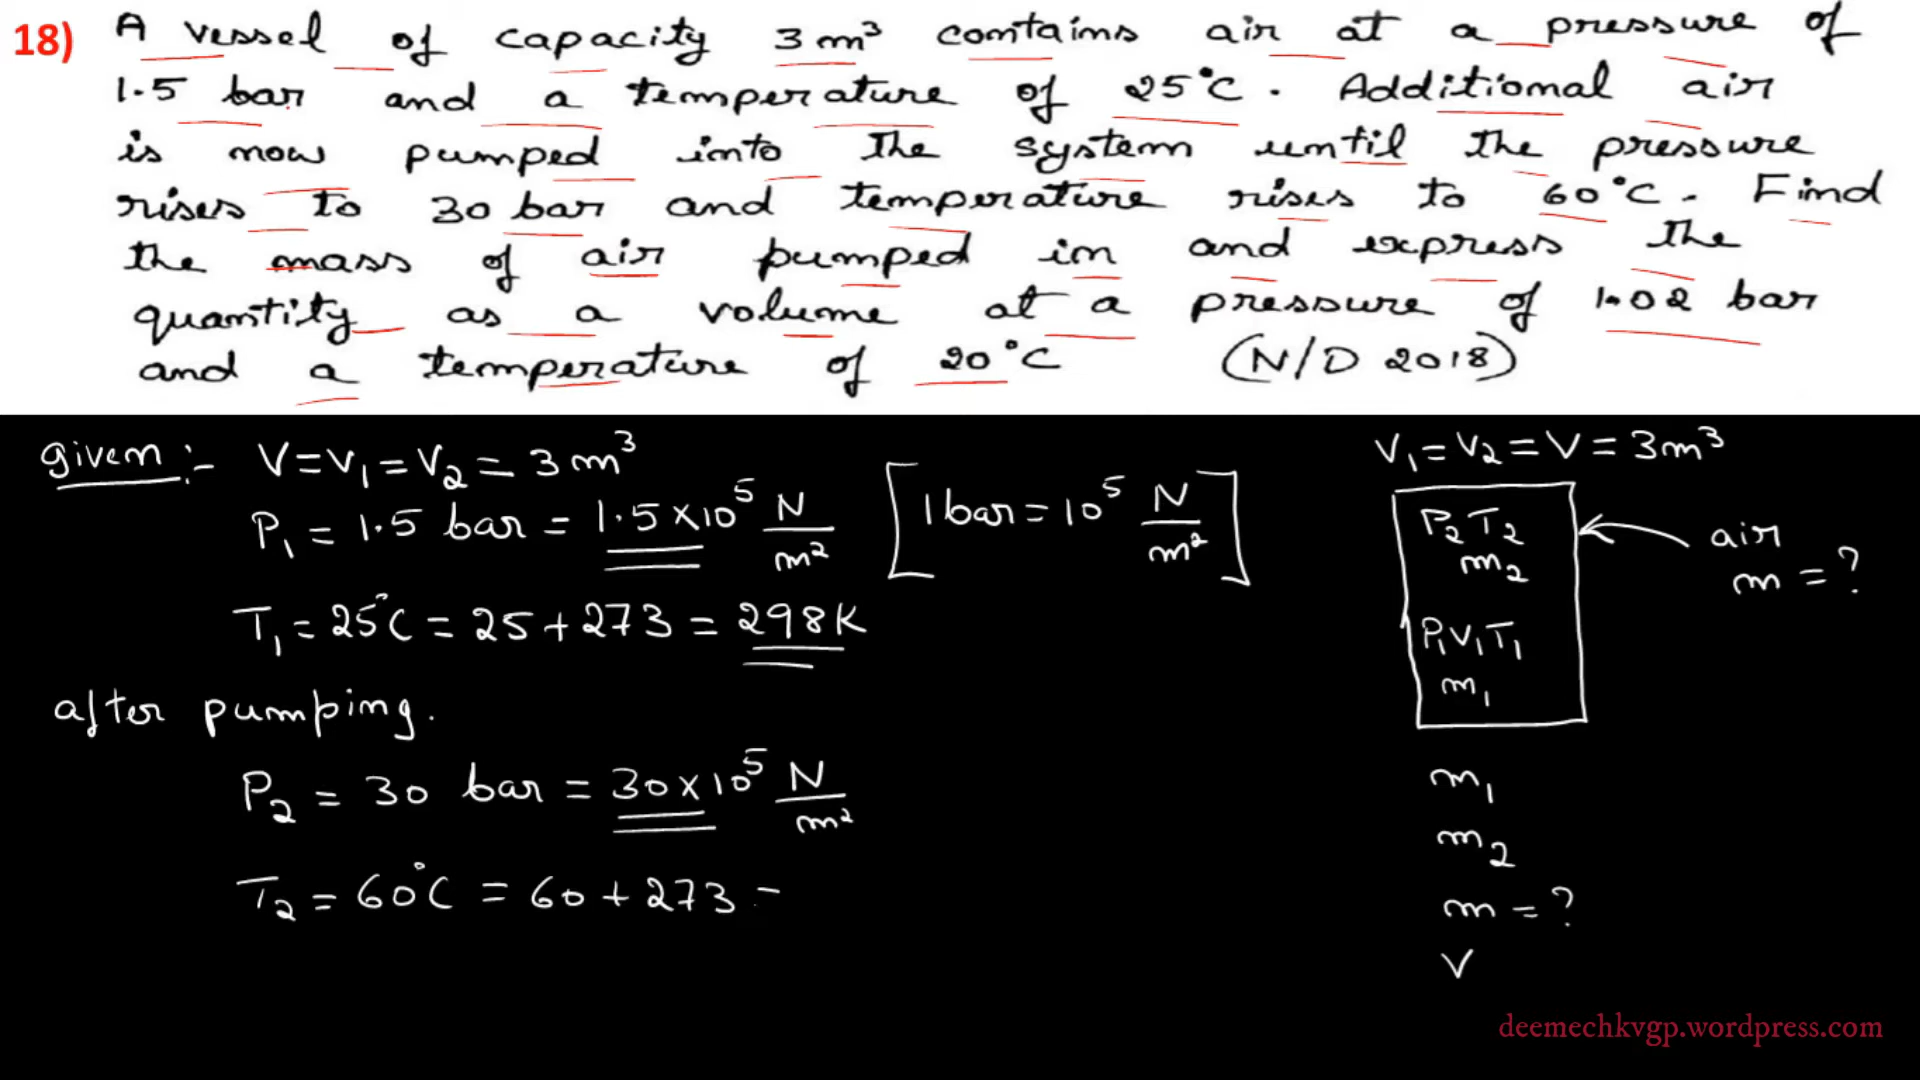 18) A vessel of capacity 3 m³ contains air at a pressure of
1.5 bar and a temperature of 25°C. Additional air
is now pumped into the system until the pressure
rises to 30 bar and temperature rises to 60°C. Find
the mass of air pumped in and express the
quantity as a volume at a pressure of 1.02 bar
and a temperature of 20°C (N/D 2018)
given :- V = V₁ = V₂ = 3 m³
P₁ = 1.5 bar = 1.5 × 10⁵ N/m² [1 bar = 10⁵ N/m²]
T₁ = 25°C = 25 + 273 = 298K
after pumping.
P₂ = 30 bar = 30 × 10⁵ N/m²
T₂ = 60°C = 60 + 273 =
V₁ = V₂ = V = 3m³
P₂ T₂
m₂
P₁ V₁ T₁
m₁
air
m = ?
m₁
m₂
m = ?
V
deemechkvgp.wordpress.com